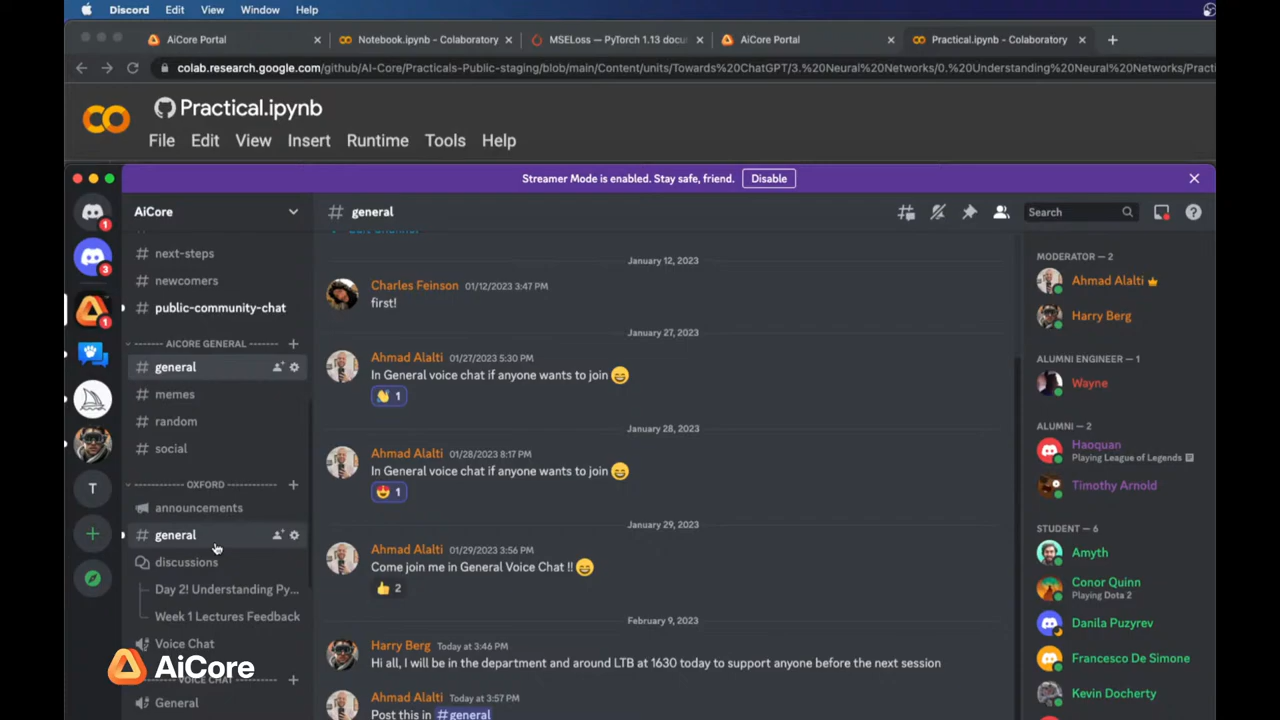 Discord Edit View Window Help
AiCore Portal
Notebook.ipynb - Colaboratory
MSELoss — PyTorch 1.13 docu
AiCore Portal
Practical.ipynb - Colaboratory
colab.research.google.com/github/AI-Core/Practicals-Public-staging/blob/main/Content/units/Towards%20ChatGPT/3.%20Neural%20Networks/0.%20Understanding%20Neural%20Networks/Pract
Practical.ipynb
File Edit View Insert Runtime Tools Help
Streamer Mode is enabled. Stay safe, friend. Disable
AiCore
next-steps
newcomers
public-community-chat
------- AICORE GENERAL -------
# general
# memes
# random
# social
------------ OXFORD ------------
announcements
# general
discussions
Day 2! Understanding Py...
Week 1 Lectures Feedback
Voice Chat
AiCore
VOICE CHAT
General
1
3
1
T
# general
Search
January 12, 2023
Charles Feinson 01/12/2023 3:47 PM
first!
January 27, 2023
Ahmad Alalti 01/27/2023 5:30 PM
In General voice chat if anyone wants to join 😄
👋 1
January 28, 2023
Ahmad Alalti 01/28/2023 8:17 PM
In General voice chat if anyone wants to join 😄
😍 1
January 29, 2023
Ahmad Alalti 01/29/2023 3:56 PM
Come join me in General Voice Chat !! 😄
👍 2
February 9, 2023
Harry Berg Today at 3:46 PM
Hi all, I will be in the department and around LTB at 1630 today to support anyone before the next session
Ahmad Alalti Today at 3:57 PM
Post this in #general
MODERATOR — 2
Ahmad Alalti
Harry Berg
ALUMNI ENGINEER — 1
Wayne
ALUMNI — 2
Haoquan
Playing League of Legends
Timothy Arnold
STUDENT — 6
Amyth
Conor Quinn
Playing Dota 2
Danila Puzyrev
Francesco De Simone
Kevin Docherty